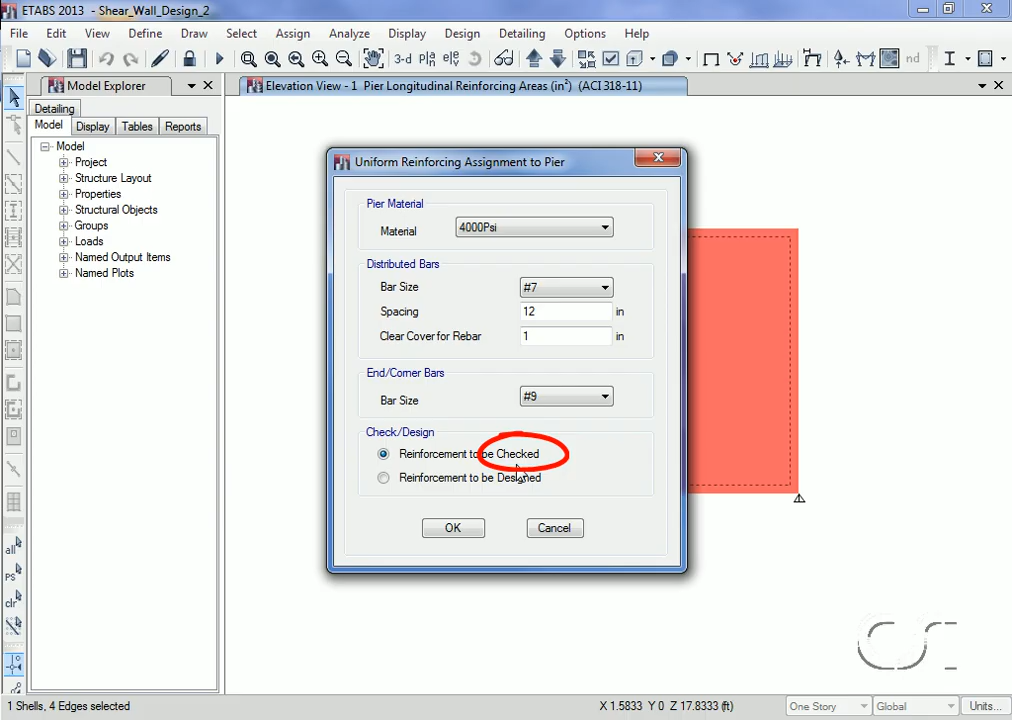 ETABS 2013 - Shear_Wall_Design_2
File Edit View Define Draw Select Assign Analyze Display Design Detailing Options Help
3-d nd
Model Explorer
Elevation View - 1 Pier Longitudinal Reinforcing Areas (in²) (ACI 318-11)
Detailing
Model Display Tables Reports
Model
Project
Structure Layout
Properties
Structural Objects
Groups
Loads
Named Output Items
Named Plots
all
PS
clr
Uniform Reinforcing Assignment to Pier
Pier Material
Material 4000Psi
Distributed Bars
Bar Size #7
Spacing 12 in
Clear Cover for Rebar 1 in
End/Corner Bars
Bar Size #9
Check/Design
Reinforcement to be Checked
Reinforcement to be Designed
OK Cancel
CSI
1 Shells, 4 Edges selected
X 1.5833 Y 0 Z 17.8333 (ft)
One Story Global Units...